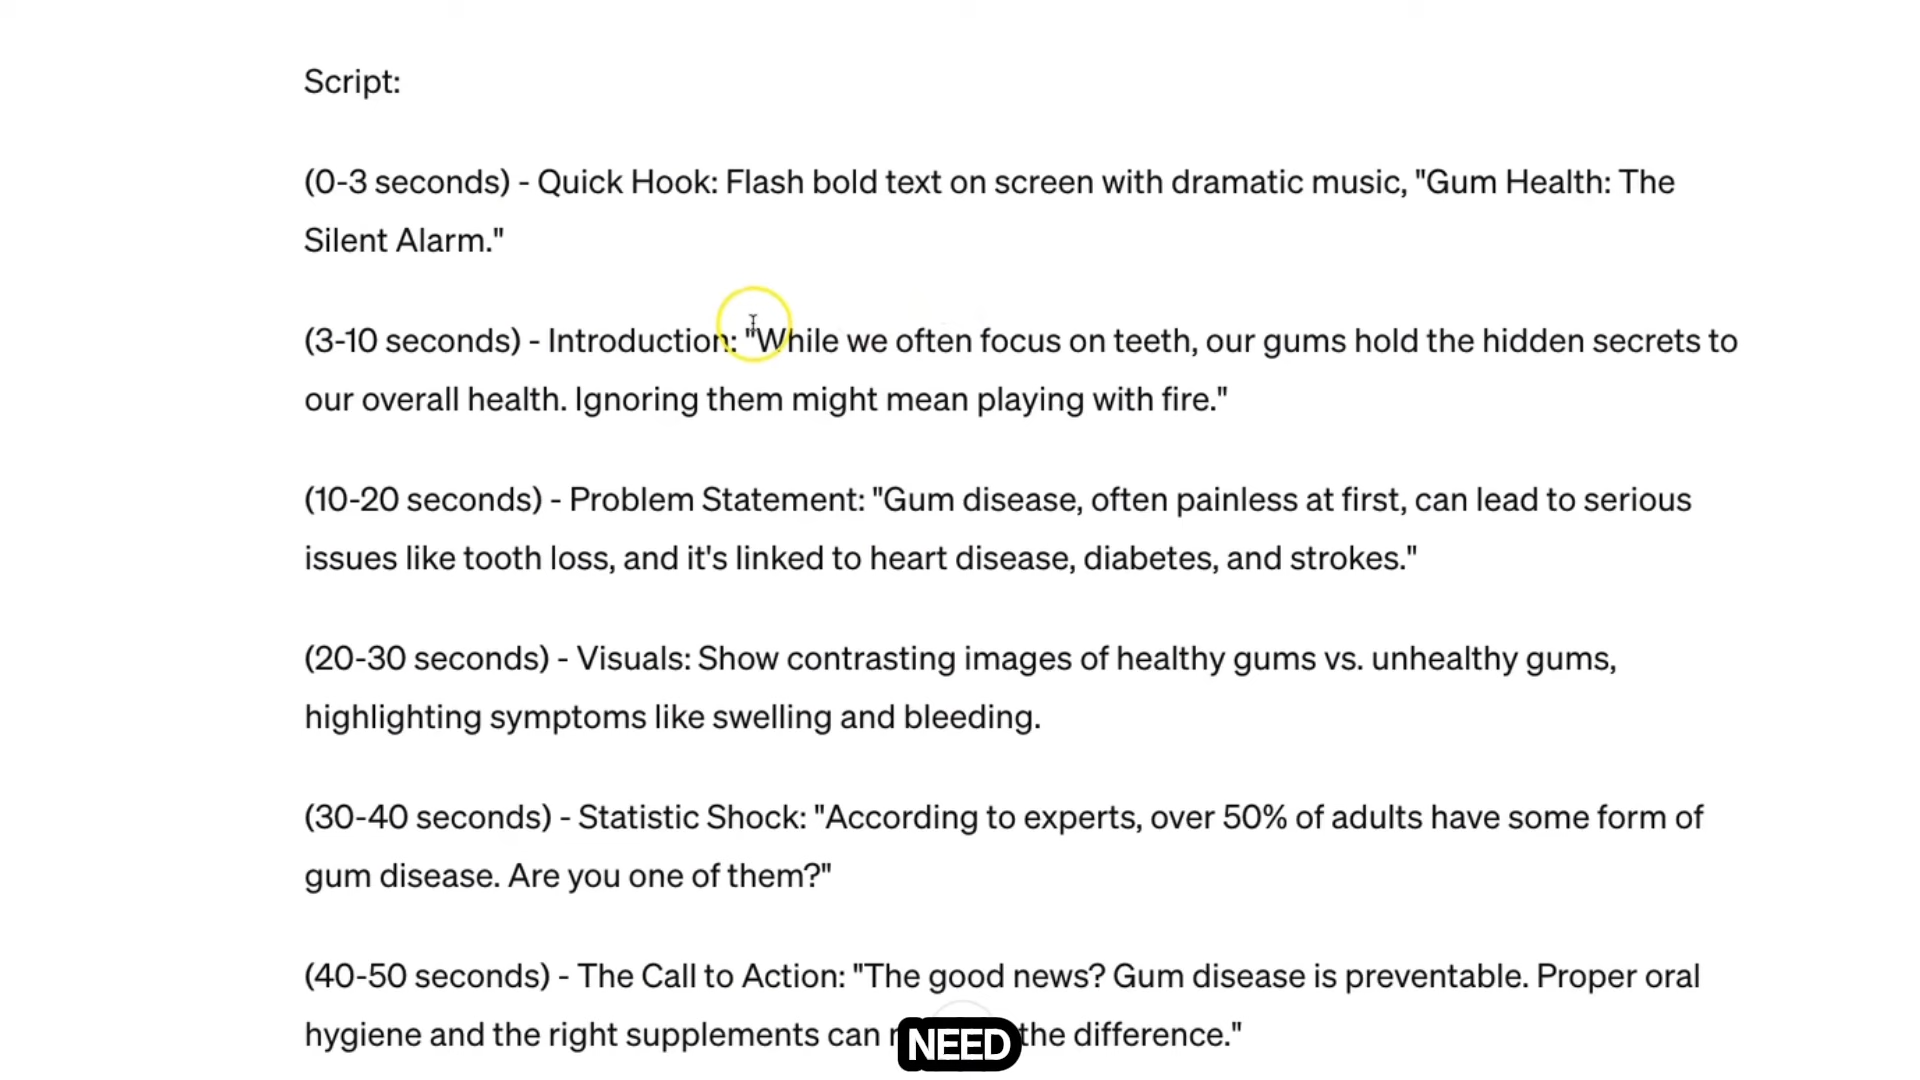 Script:
(0-3 seconds) - Quick Hook: Flash bold text on screen with dramatic music, "Gum Health: The
Silent Alarm."
(3-10 seconds) - Introduction: "While we often focus on teeth, our gums hold the hidden secrets to
our overall health. Ignoring them might mean playing with fire."
(10-20 seconds) - Problem Statement: "Gum disease, often painless at first, can lead to serious
issues like tooth loss, and it's linked to heart disease, diabetes, and strokes."
(20-30 seconds) - Visuals: Show contrasting images of healthy gums vs. unhealthy gums,
highlighting symptoms like swelling and bleeding.
(30-40 seconds) - Statistic Shock: "According to experts, over 50% of adults have some form of
gum disease. Are you one of them?"
(40-50 seconds) - The Call to Action: "The good news? Gum disease is preventable. Proper oral
hygiene and the right supplements can the difference."
NEED